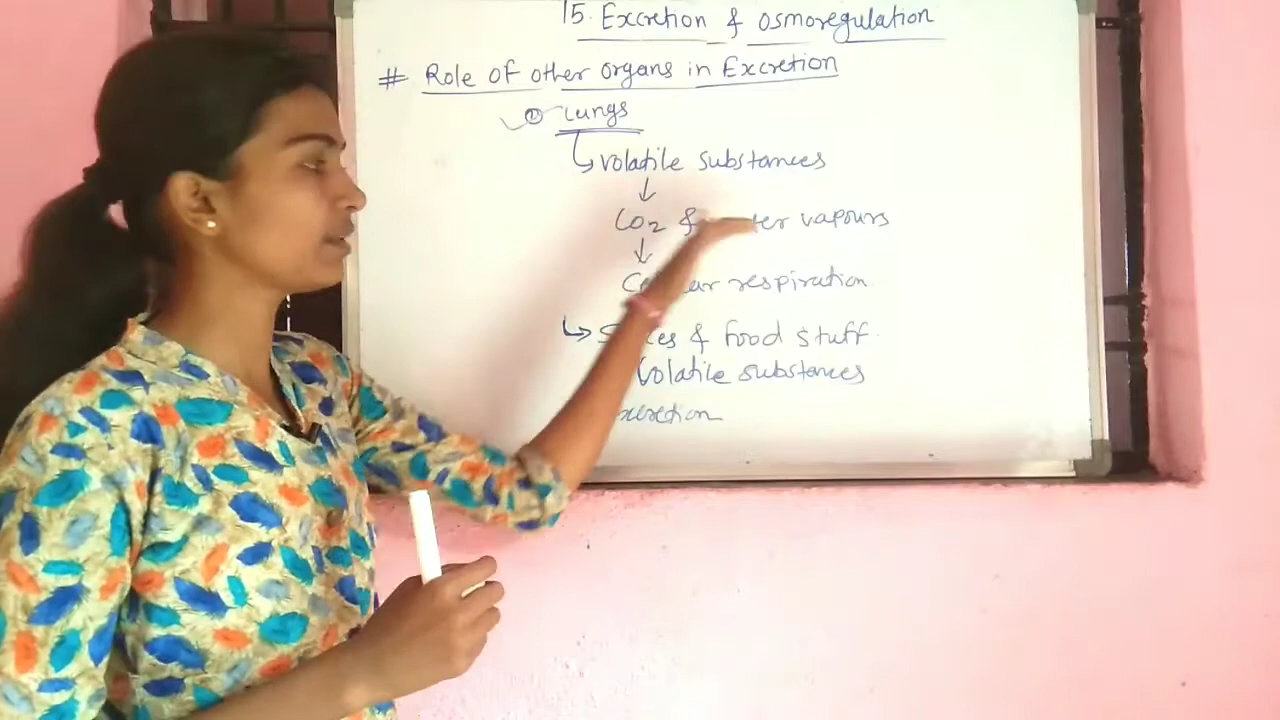 15. Excretion & osmoregulation
# Role of other organs in Excretion
① Lungs
↳ volatile substances
↓
CO2 & vapours
↓
respiration
↳ & food stuff.
Volatile substances